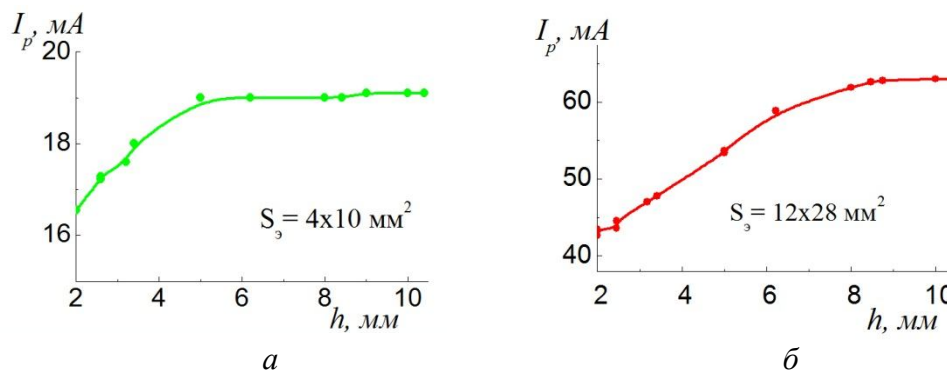 I_p, мА
20
18
16
2 4 6 8 10
h, мм
S_э = 4x10 мм²
а
I_p, мА
60
50
40
2 4 6 8 10
h, мм
S_э = 12x28 мм²
б